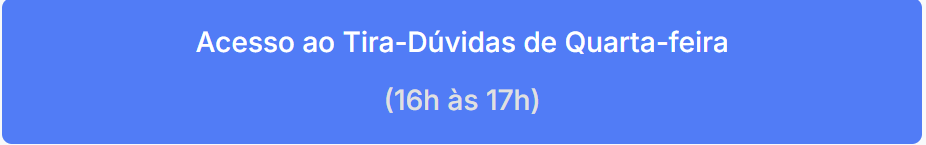 Acesso ao Tira-Dúvidas de Quarta-feira
(16h às 17h)